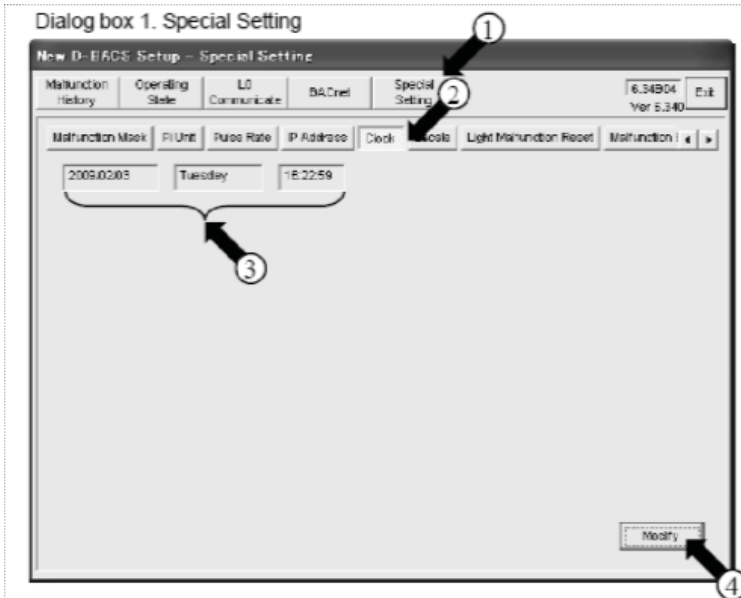 Dialog box 1. Special Setting
1
New D-BACS Setup - Special Setting
Malfunction History
Operating State
L0 Communicate
BACnet
Special Setting
2
6.34B04
Ver 6.340
Exit
Malfunction Mask
Pi Unit
Pulse Rate
IP Address
Clock
Light Malfunction Reset
Malfunction
2009/02/03
Tuesday
16:22:59
3
Modify
4